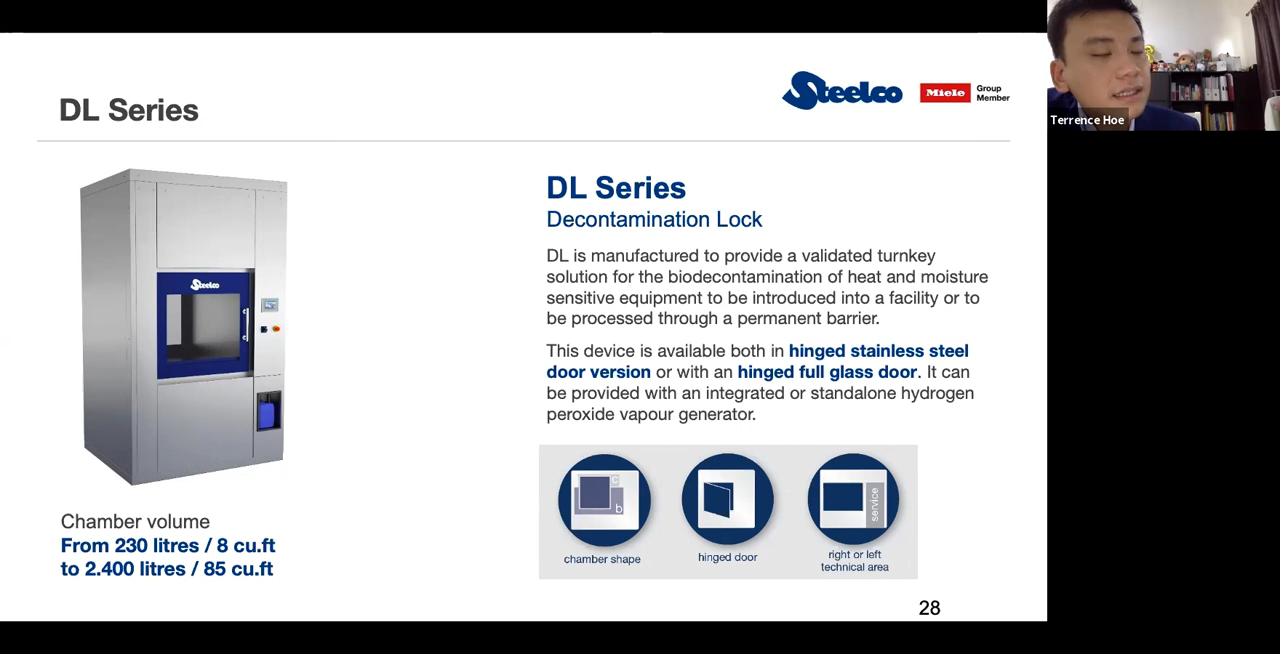 DL Series
Steelco
Miele
Group
Member
Terrence Hoe
Steelco
DL Series
Decontamination Lock
DL is manufactured to provide a validated turnkey
solution for the biodecontamination of heat and moisture
sensitive equipment to be introduced into a facility or to
be processed through a permanent barrier.
This device is available both in hinged stainless steel
door version or with an hinged full glass door. It can
be provided with an integrated or standalone hydrogen
peroxide vapour generator.
Chamber volume
From 230 litres / 8 cu.ft
to 2.400 litres / 85 cu.ft
c
b
chamber shape
hinged door
service
right or left
technical area
28